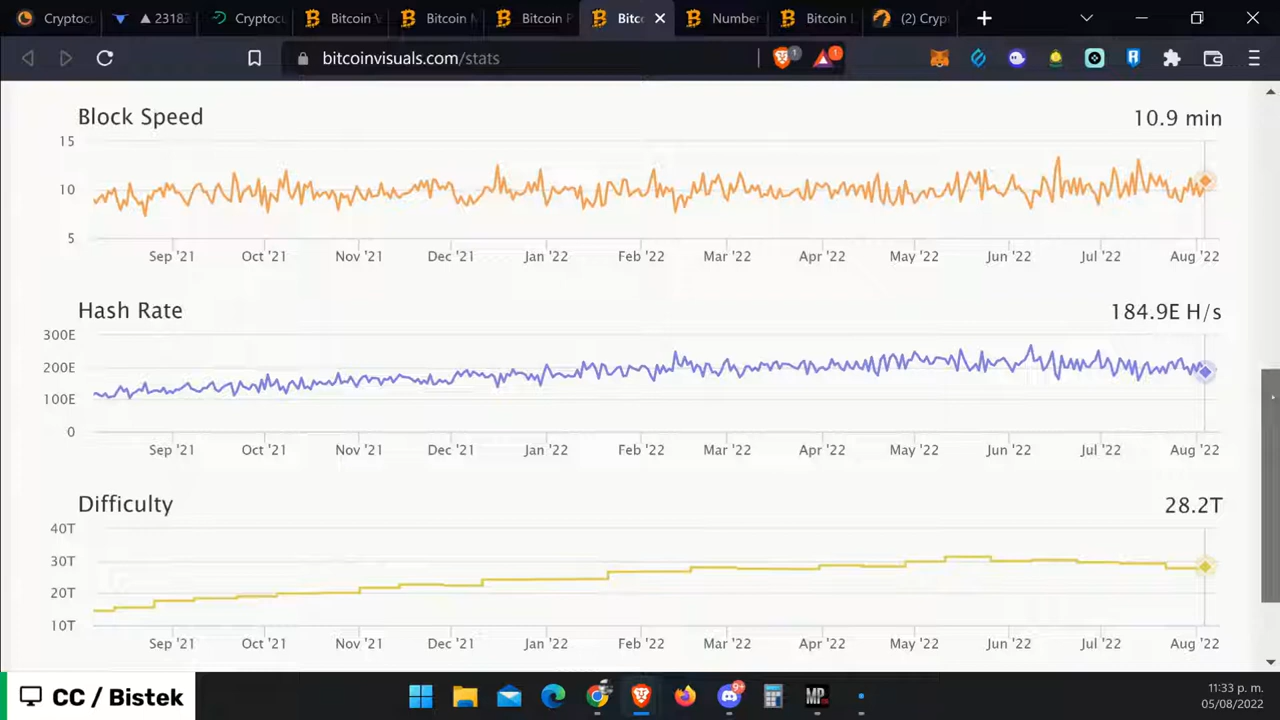 Cryptocu
23187
Cryptocu
Bitcoin V
Bitcoin M
Bitcoin P
Bitc
Number
Bitcoin
(2) Cryp
bitcoinvisuals.com/stats
1
1
Block Speed
10.9 min
15
10
5
Sep '21 Oct '21 Nov '21 Dec '21 Jan '22 Feb '22 Mar '22 Apr '22 May '22 Jun '22 Jul '22 Aug '22
Hash Rate
184.9E H/s
300E
200E
100E
0
Sep '21 Oct '21 Nov '21 Dec '21 Jan '22 Feb '22 Mar '22 Apr '22 May '22 Jun '22 Jul '22 Aug '22
Difficulty
28.2T
40T
30T
20T
10T
Sep '21 Oct '21 Nov '21 Dec '21 Jan '22 Feb '22 Mar '22 Apr '22 May '22 Jun '22 Jul '22 Aug '22
CC / Bistek
MP
11:33 p. m.
05/08/2022